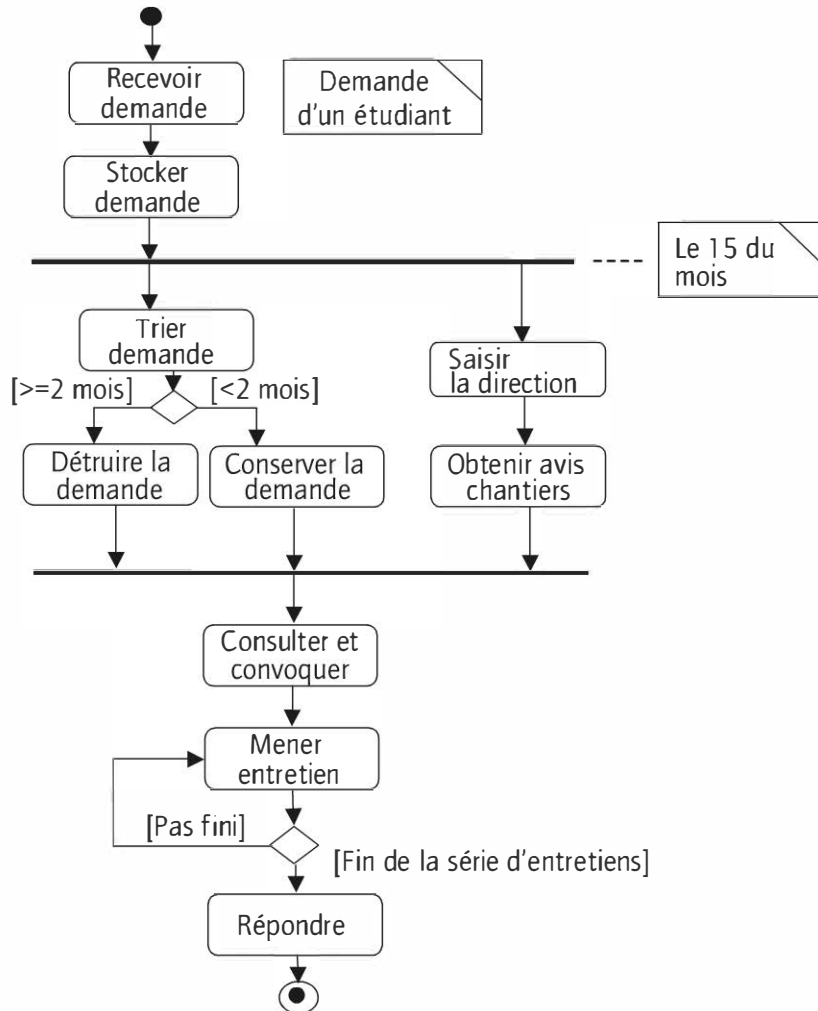 Recevoir
demande
Demande
d'un étudiant
Stocker
demande
Le 15 du
mois
Trier
demande
[>=2 mois]
[<2 mois]
Saisir
la direction
Détruire la
demande
Conserver la
demande
Obtenir avis
chantiers
Consulter et
convoquer
Mener
entretien
[Pas fini]
[Fin de la série d'entretiens]
Répondre